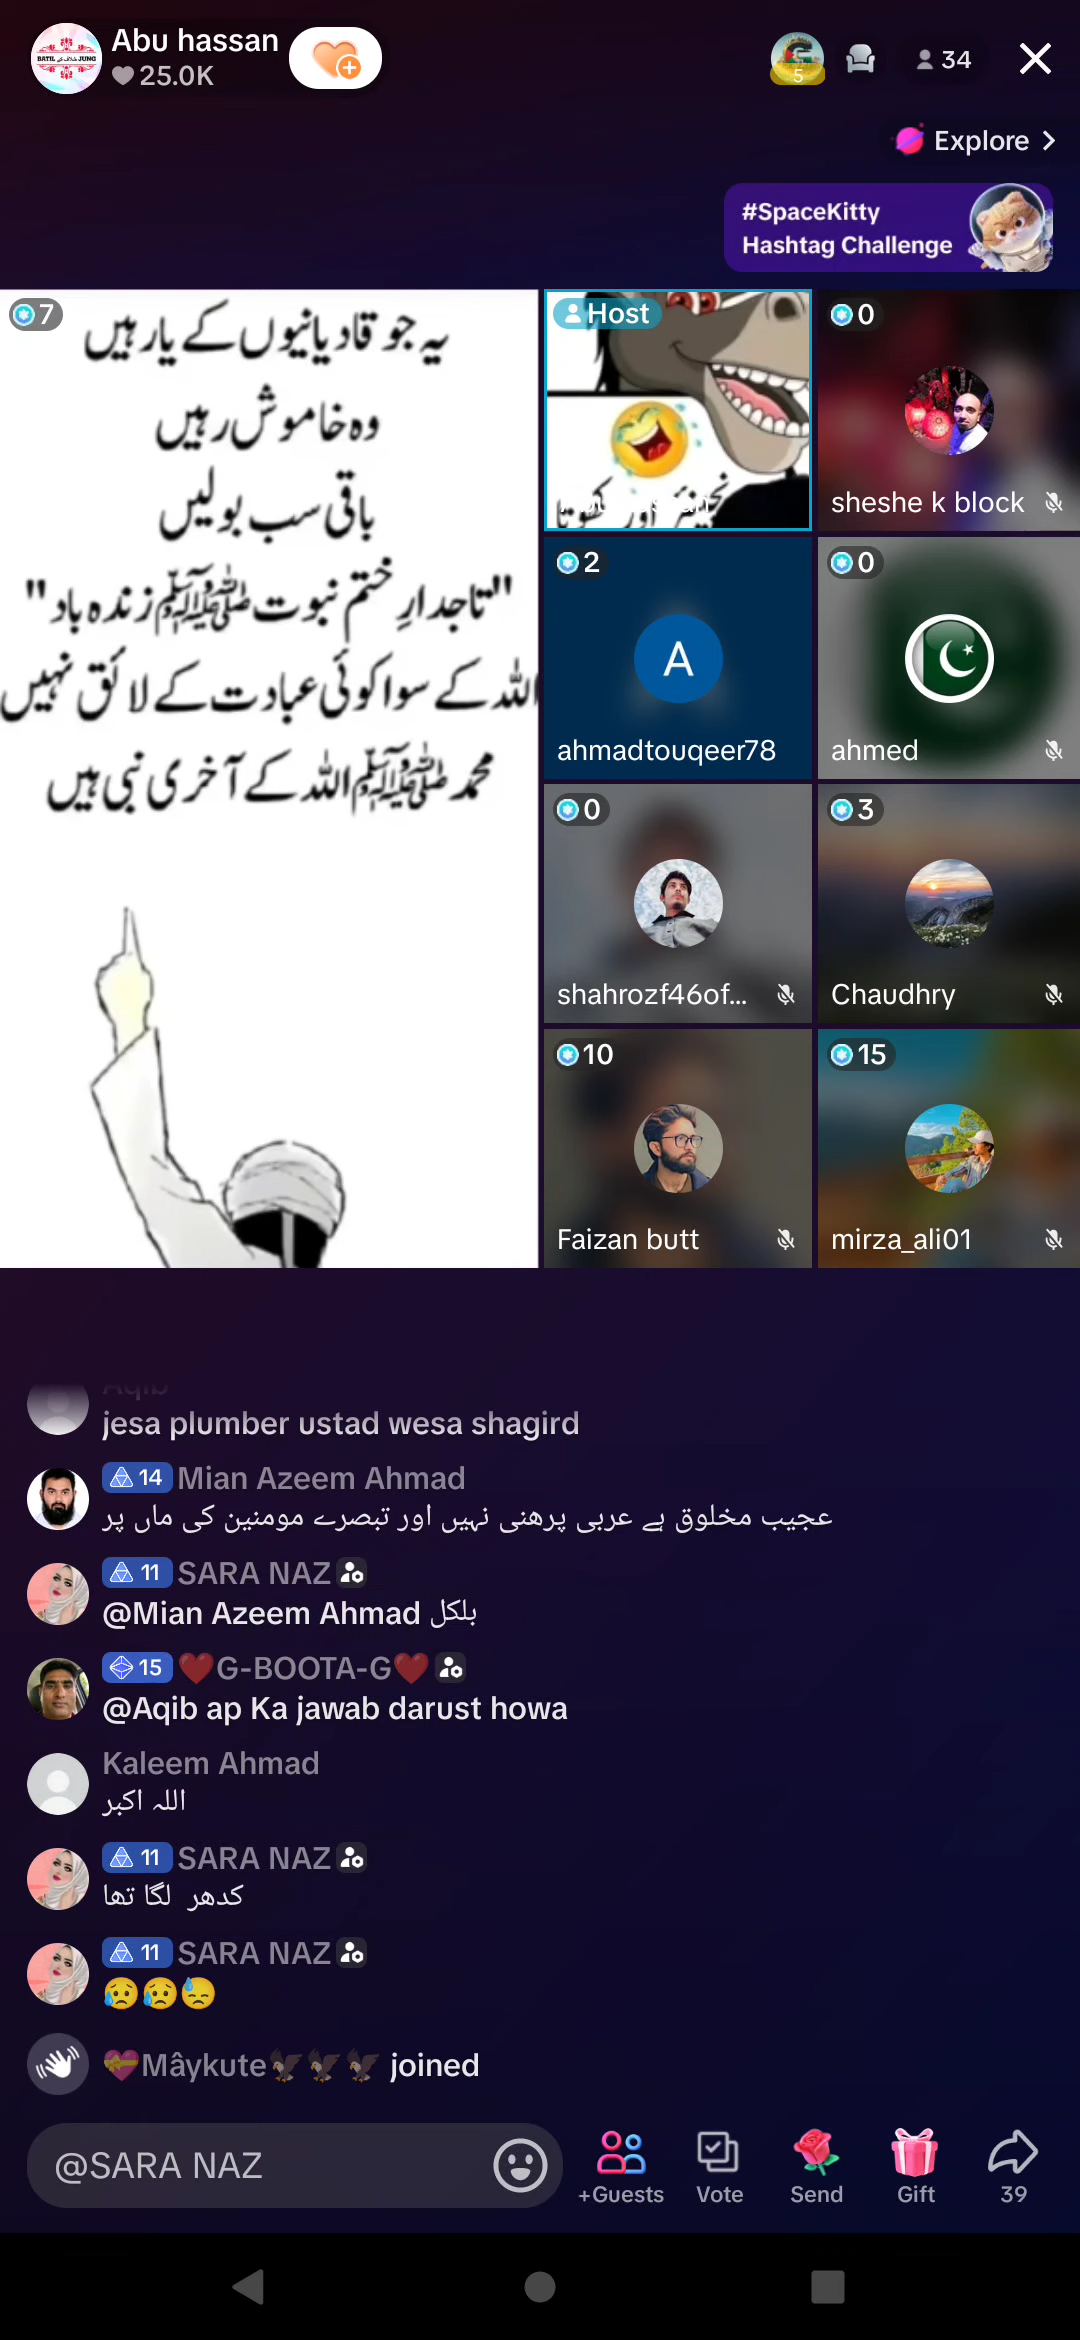 Abu hassan
25.0K
BATIL JUNG
5
34
Explore
#SpaceKitty
Hashtag Challenge
7
یہ جو قادیانیوں کے یار ہیں
وہ خاموش رہیں
باقی سب بولیں
"تاجدارِ ختم نبوت ﷺ زندہ باد"
اللہ کے سوا کوئی عبادت کے لائق نہیں
محمد ﷺ اللہ کے آخری نبی ہیں
Host
0
sheshe k block
2
A
ahmadtouqeer78
0
ahmed
0
shahrozf46of...
3
Chaudhry
10
Faizan butt
15
mirza_ali01
Aqib
jesa plumber ustad wesa shagird
14 Mian Azeem Ahmad
عجیب مخلوق ہے عربی پرھنی نہیں اور تبصرے مومنین کی ماں پر
11 SARA NAZ
@Mian Azeem Ahmad بلکل
15 ❤️G-BOOTA-G❤️
@Aqib ap Ka jawab darust howa
Kaleem Ahmad
اللہ اکبر
11 SARA NAZ
کدھر لگا تھا
11 SARA NAZ
😥😥😓
💝Mâykute🦅🦅🦅 joined
@SARA NAZ
+Guests
Vote
Send
Gift
39